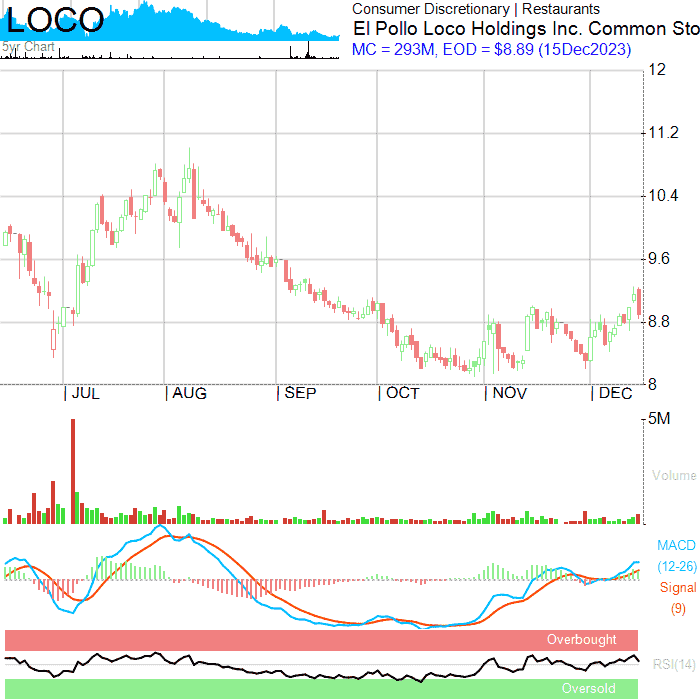 LOCO
5yr Chart
Consumer Discretionary | Restaurants
El Pollo Loco Holdings Inc. Common Sto
MC = 293M, EOD = $8.89 (15Dec2023)
12
11.2
10.4
9.6
8.8
8
| JUL | AUG | SEP | OCT | NOV | DEC
5M
Volume
MACD
(12-26)
Signal
(9)
Overbought
RSI(14)
Oversold